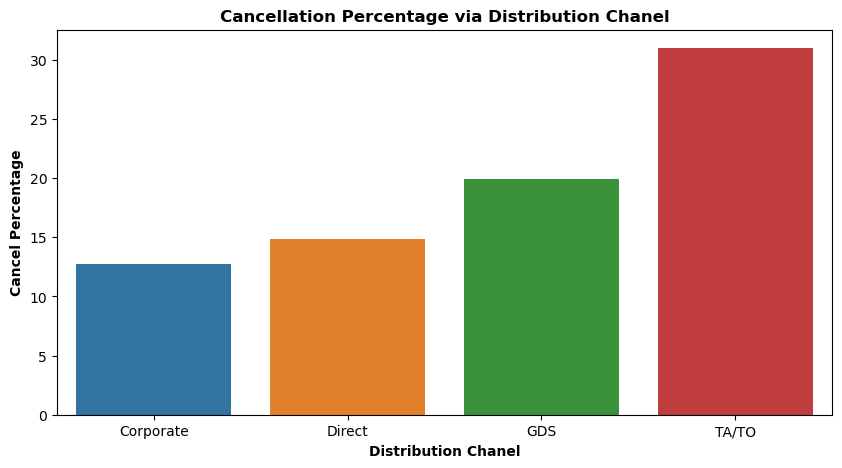 Cancellation Percentage via Distribution Chanel
Cancel Percentage
30
25
20
15
10
5
0
Corporate Direct GDS TA/TO
Distribution Chanel